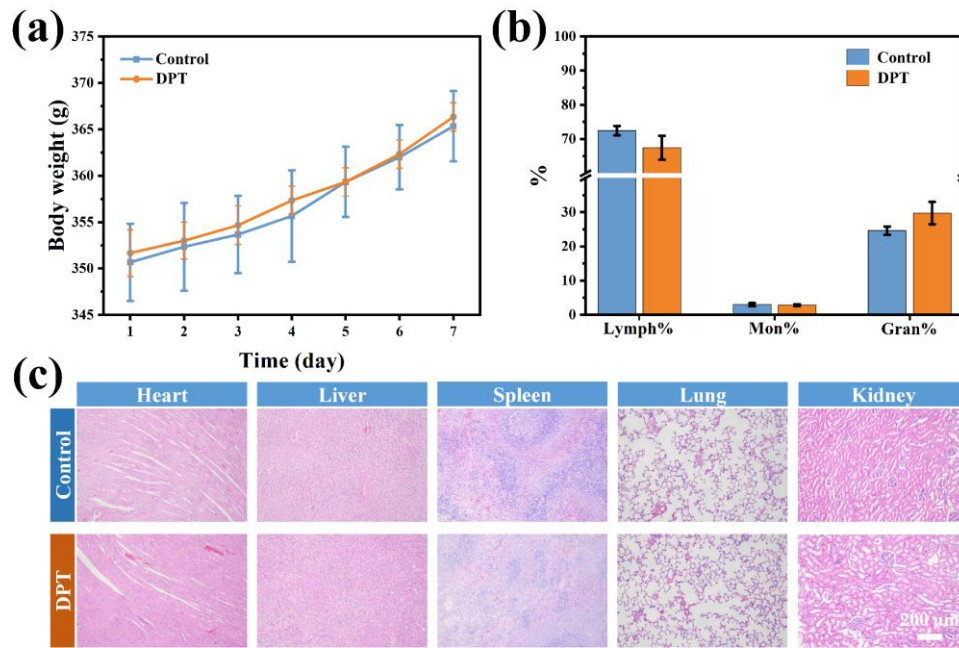 (a)
375
370
365
360
355
350
345
Body weight (g)
Control
DPT
1 2 3 4 5 6 7
Time (day)
(b)
100
90
80
70
30
20
10
0
%
Control
DPT
Lymph% Mon% Gran%
(c)
Heart Liver Spleen Lung Kidney
Control
DPT
200 μm